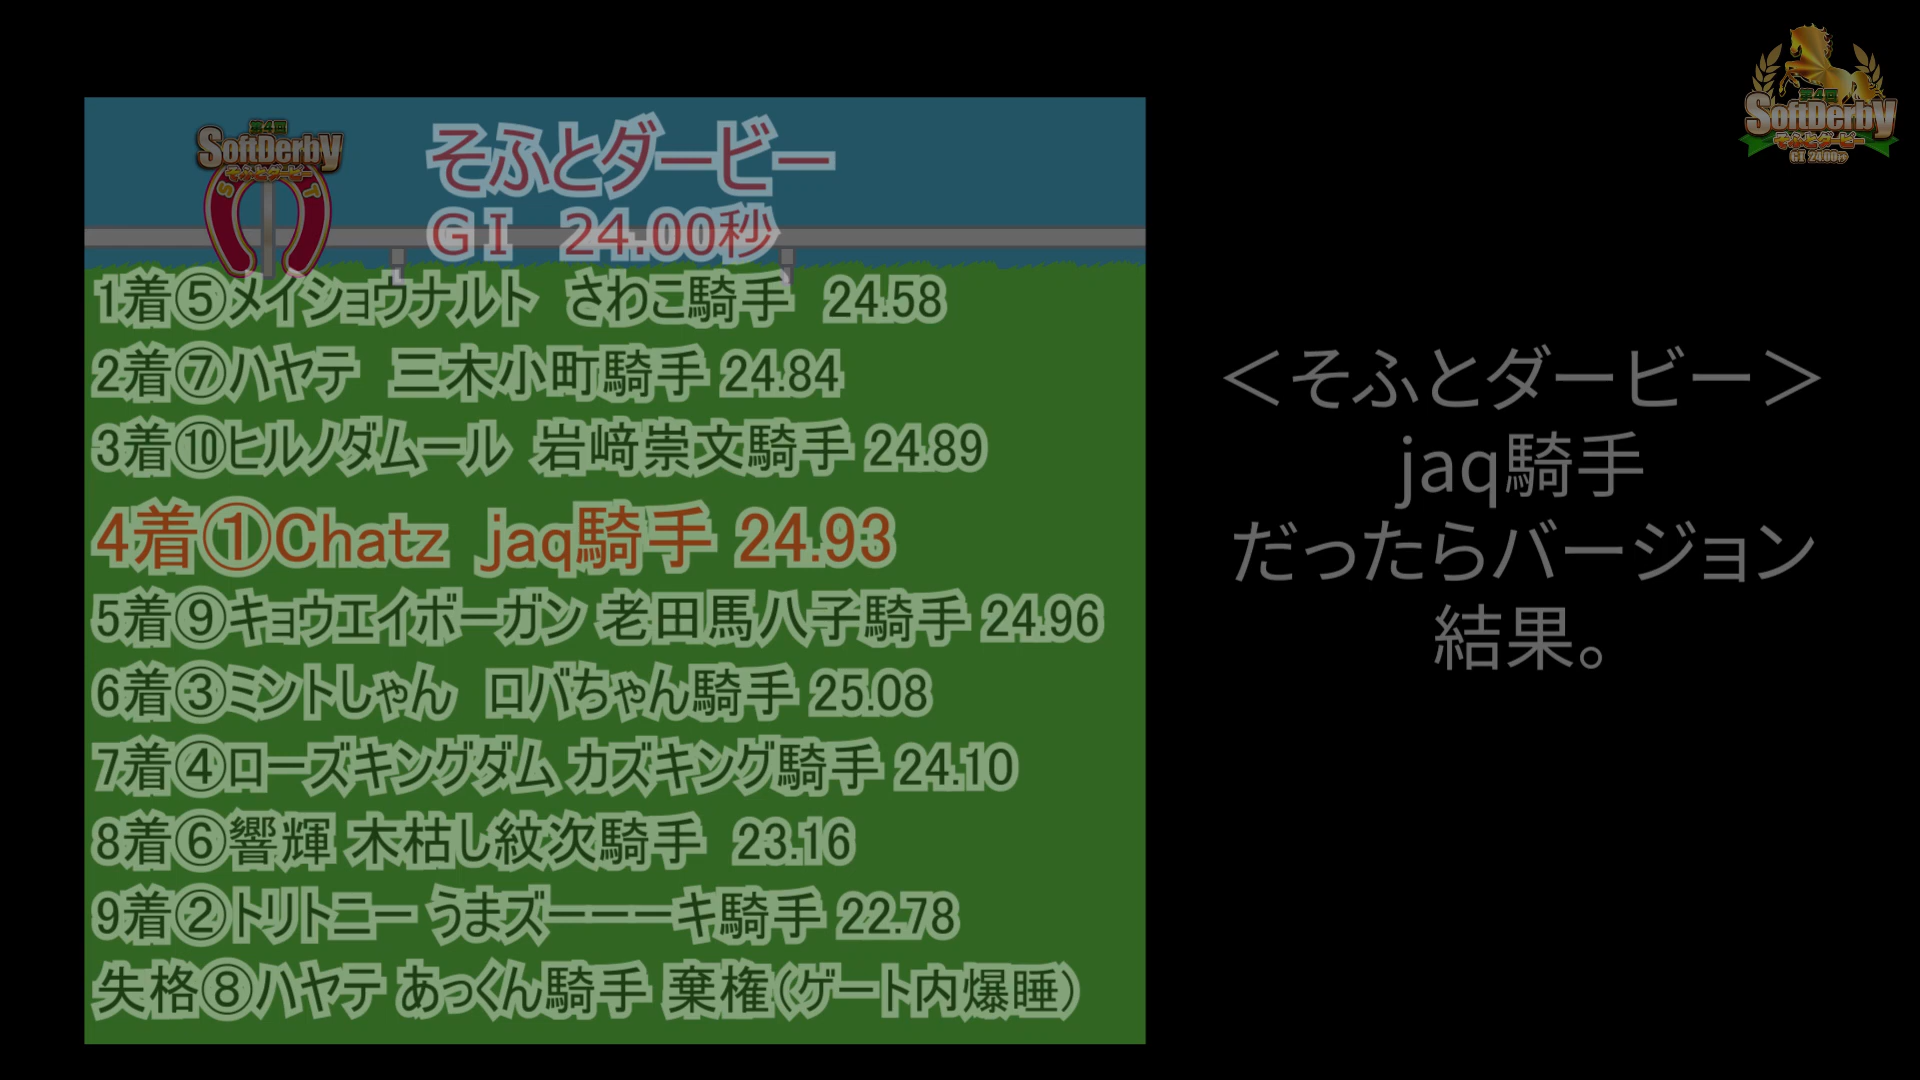 第4回
SoftDerby
そふとダービー
S T
そふとダービー
GⅠ 24.00秒
1着⑤メイショウナルト さわこ騎手 24.58
2着⑦ハヤテ 三木小町騎手 24.84
3着⑩ヒルノダムール 岩﨑崇文騎手 24.89
4着①Chatz jaq騎手 24.93
5着⑨キョウエイボーガン 老田馬八子騎手 24.96
6着③ミントしゃん ロバちゃん騎手 25.08
7着④ローズキングダム カズキング騎手 24.10
8着⑥響輝 木枯し紋次騎手 23.16
9着②トリトニー うまズーーーキ騎手 22.78
失格⑧ハヤテ あっくん騎手 棄権（ゲート内爆睡）
＜そふとダービー＞
jaq騎手
だったらバージョン
結果。
第4回
SoftDerby
そふとダービー
GⅠ 24.00秒